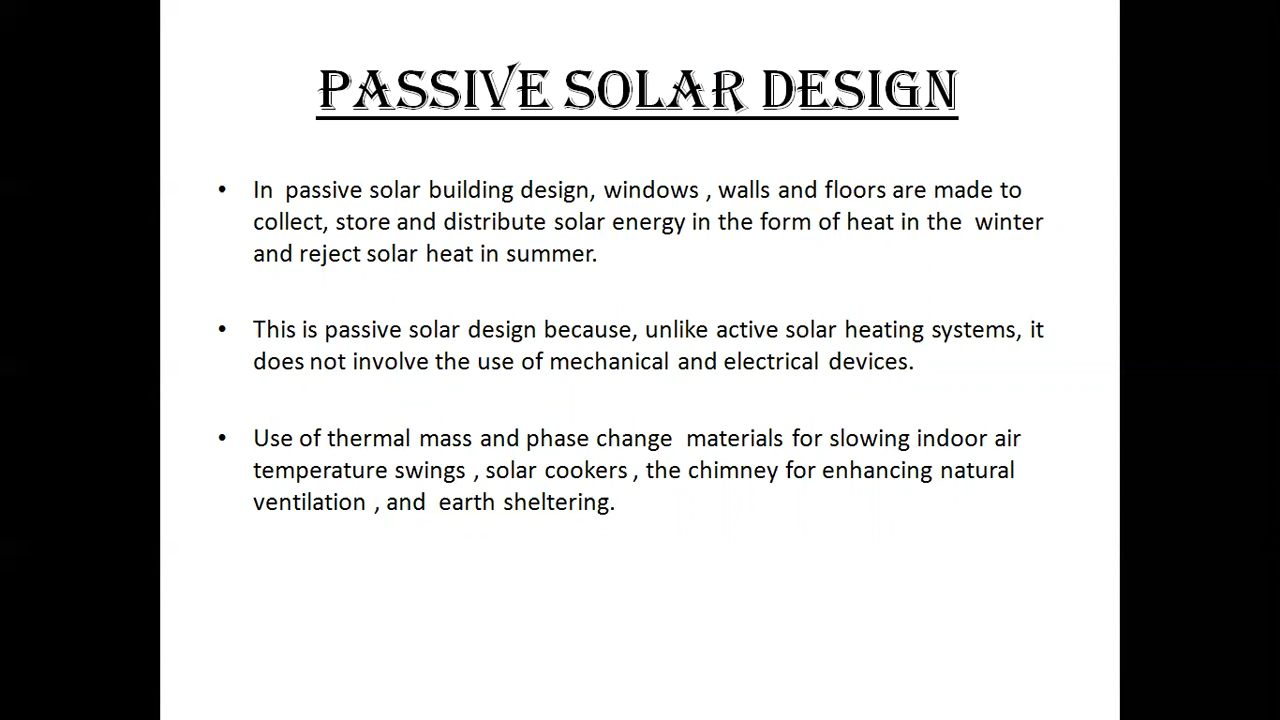 PASSIVE SOLAR DESIGN
• In passive solar building design, windows , walls and floors are made to
collect, store and distribute solar energy in the form of heat in the winter
and reject solar heat in summer.
• This is passive solar design because, unlike active solar heating systems, it
does not involve the use of mechanical and electrical devices.
• Use of thermal mass and phase change materials for slowing indoor air
temperature swings , solar cookers , the chimney for enhancing natural
ventilation , and earth sheltering.